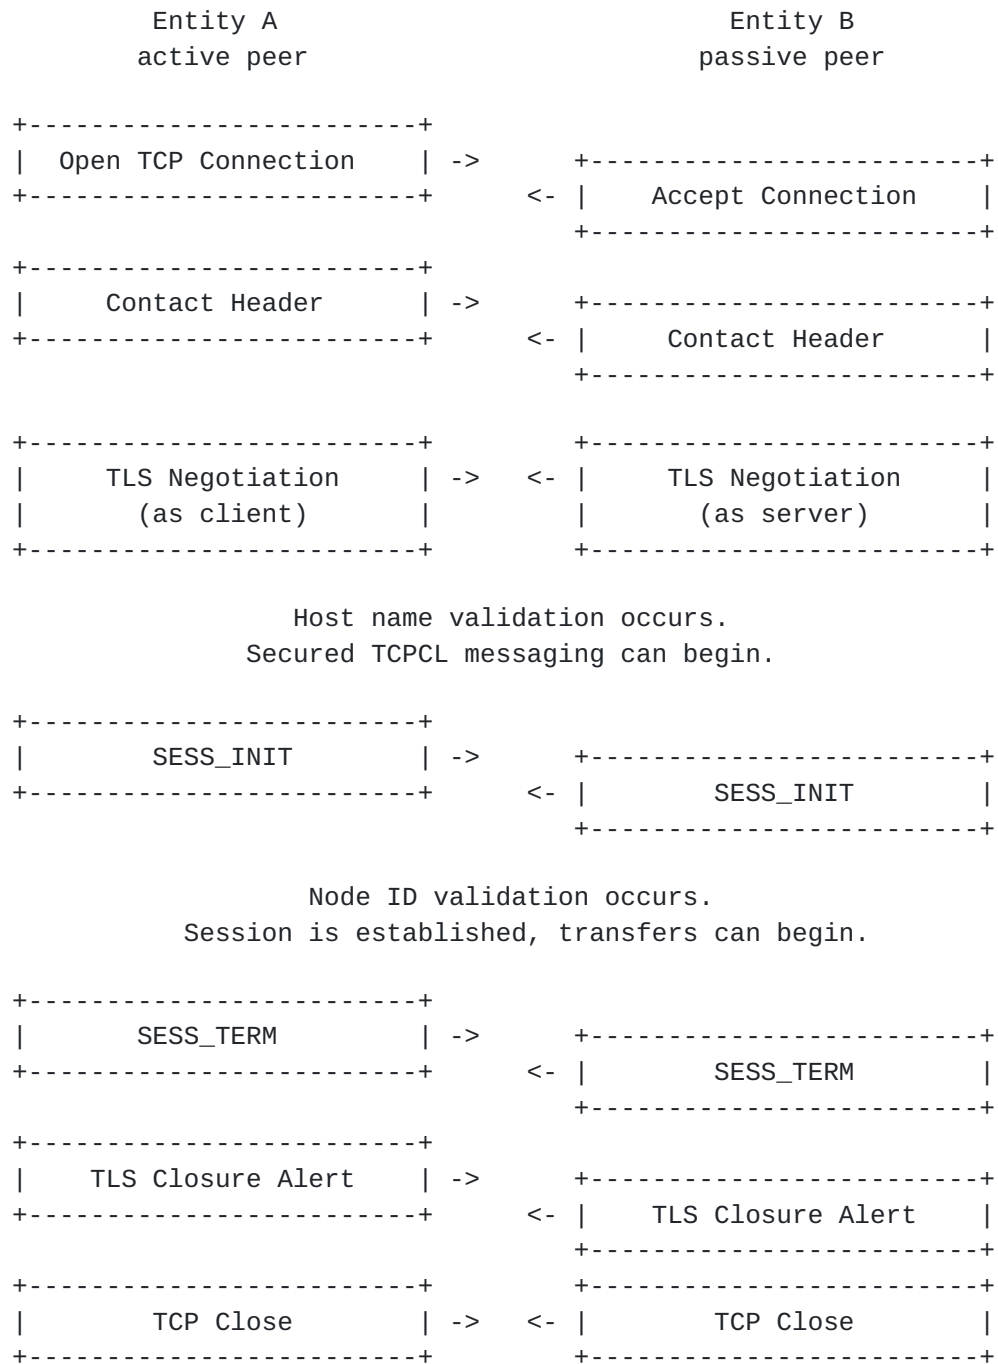 Entity A                             Entity B
        active peer                         passive peer

+-------------------------+
|  Open TCP Connection    | ->      +-------------------------+
+-------------------------+      <- |    Accept Connection    |
                                    +-------------------------+
+-------------------------+
|     Contact Header      | ->      +-------------------------+
+-------------------------+      <- |     Contact Header      |
                                    +-------------------------+

+-------------------------+         +-------------------------+
|     TLS Negotiation     | ->   <- |     TLS Negotiation     |
|       (as client)       |         |       (as server)       |
+-------------------------+         +-------------------------+

                  Host name validation occurs.
               Secured TCPCL messaging can begin.

+-------------------------+
|        SESS_INIT        | ->      +-------------------------+
+-------------------------+      <- |        SESS_INIT        |
                                    +-------------------------+

                   Node ID validation occurs.
           Session is established, transfers can begin.

+-------------------------+
|       SESS_TERM         | ->      +-------------------------+
+-------------------------+      <- |        SESS_TERM        |
                                    +-------------------------+
+-------------------------+
|    TLS Closure Alert    | ->      +-------------------------+
+-------------------------+      <- |    TLS Closure Alert    |
                                    +-------------------------+
+-------------------------+         +-------------------------+
|        TCP Close        | ->   <- |        TCP Close        |
+-------------------------+         +-------------------------+